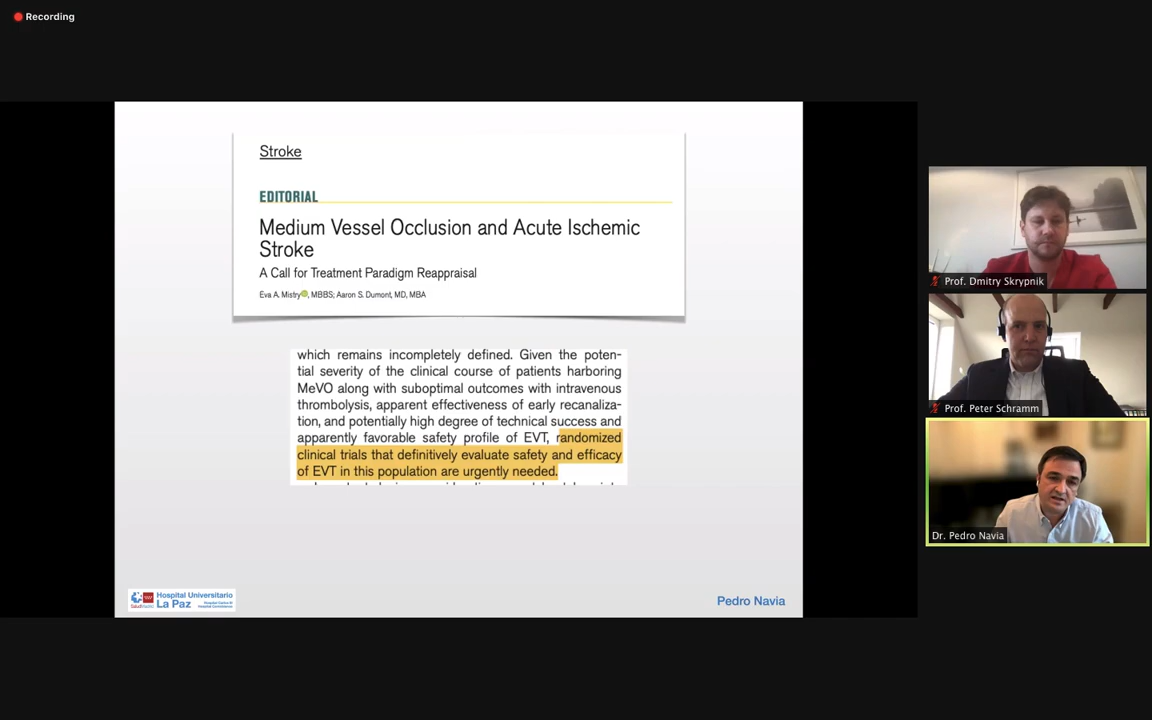 Recording
Stroke
EDITORIAL
Medium Vessel Occlusion and Acute Ischemic
Stroke
A Call for Treatment Paradigm Reappraisal
Eva A. Mistry, MBBS; Aaron S. Dumont, MD, MBA
which remains incompletely defined. Given the poten-
tial severity of the clinical course of patients harboring
MeVO along with suboptimal outcomes with intravenous
thrombolysis, apparent effectiveness of early recanaliza-
tion, and potentially high degree of technical success and
apparently favorable safety profile of EVT, randomized
clinical trials that definitively evaluate safety and efficacy
of EVT in this population are urgently needed.
Hospital Universitario
La Paz
Pedro Navia
Prof. Dmitry Skrypnik
Prof. Peter Schramm
Dr. Pedro Navia